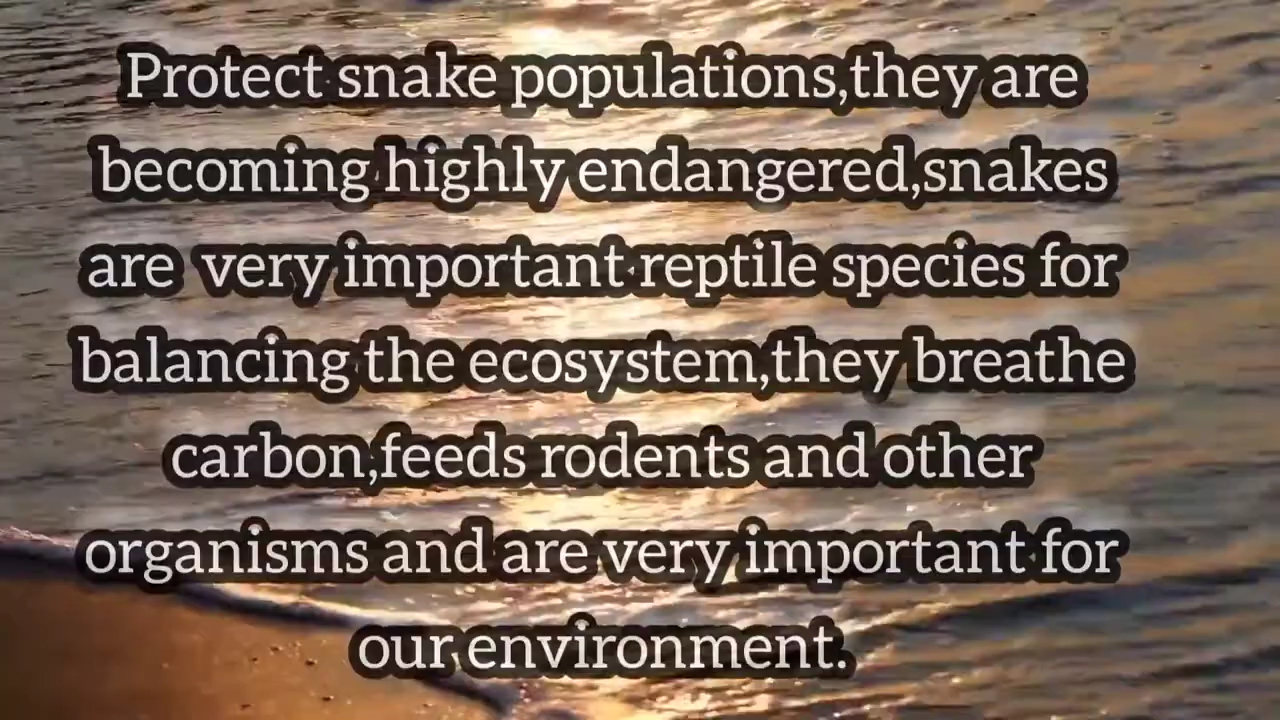 Protect snake populations,they are
becoming highly endangered,snakes
are  very important reptile species for
balancing the ecosystem,they breathe
carbon,feeds rodents and other
organisms and are very important for
our environment.